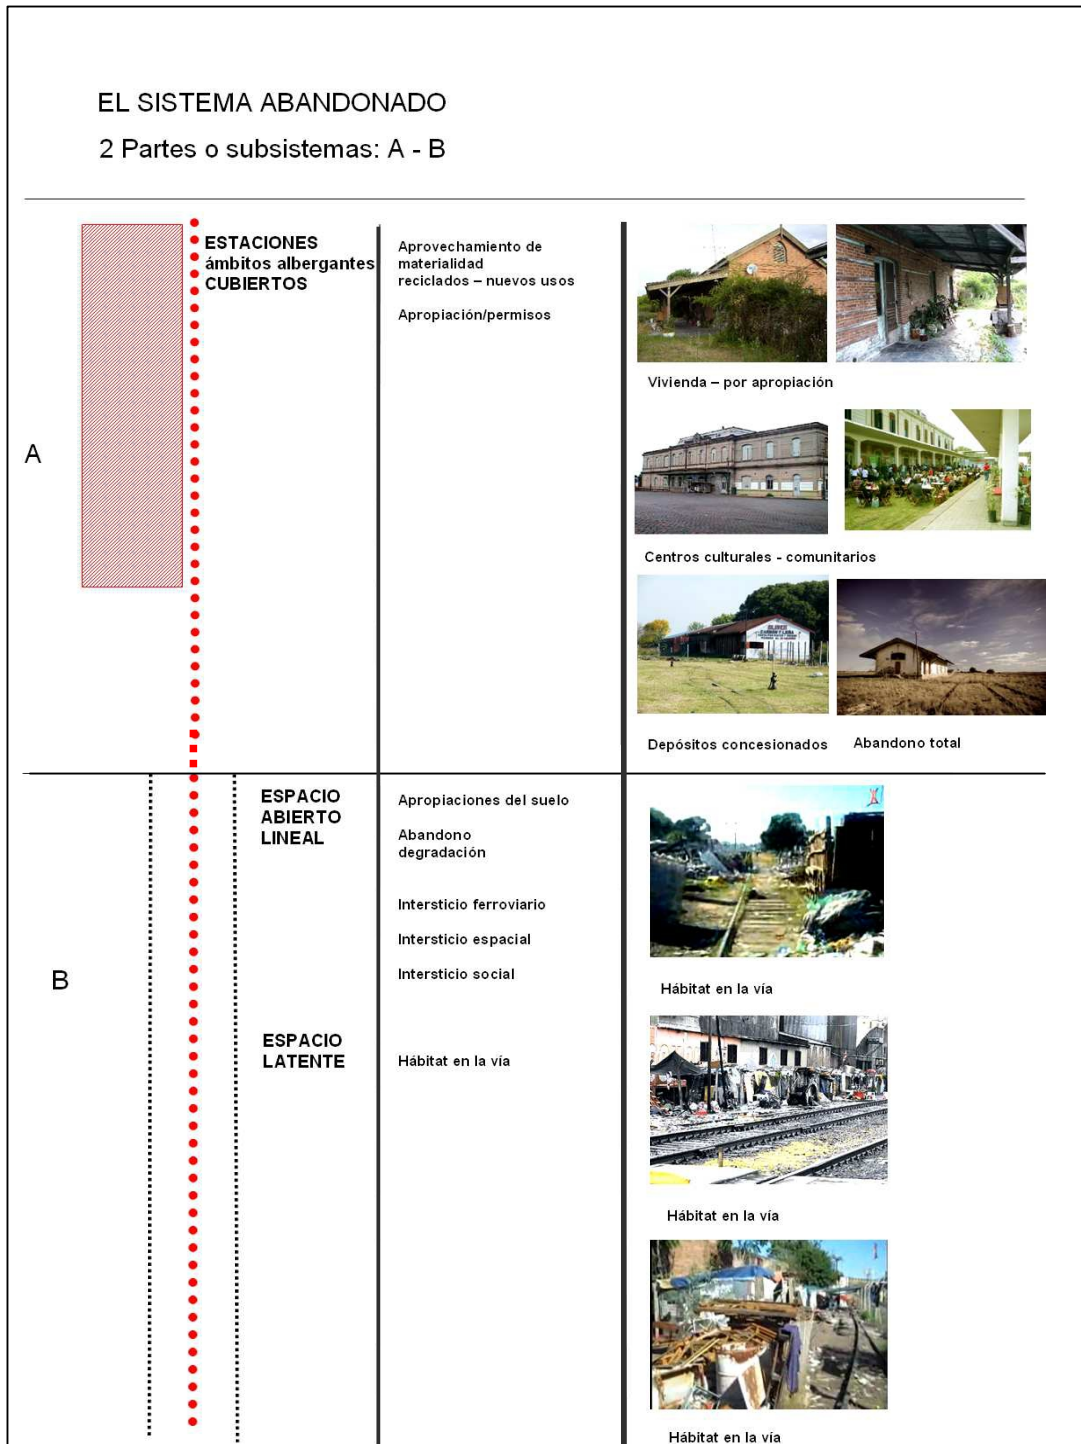 EL SISTEMA ABANDONADO
2 Partes o subsistemas: A - B
A
ESTACIONES
ámbitos albergantes
CUBIERTOS
Aprovechamiento de
materialidad
reciclados – nuevos usos
Apropiación/permisos
Vivienda – por apropiación
Centros culturales - comunitarios
Depósitos concesionados
Abandono total
B
ESPACIO
ABIERTO
LINEAL
Apropiaciones del suelo
Abandono
degradación
Intersticio ferroviario
Intersticio espacial
Intersticio social
ESPACIO
LATENTE
Hábitat en la vía
Hábitat en la vía
Hábitat en la vía
Hábitat en la vía